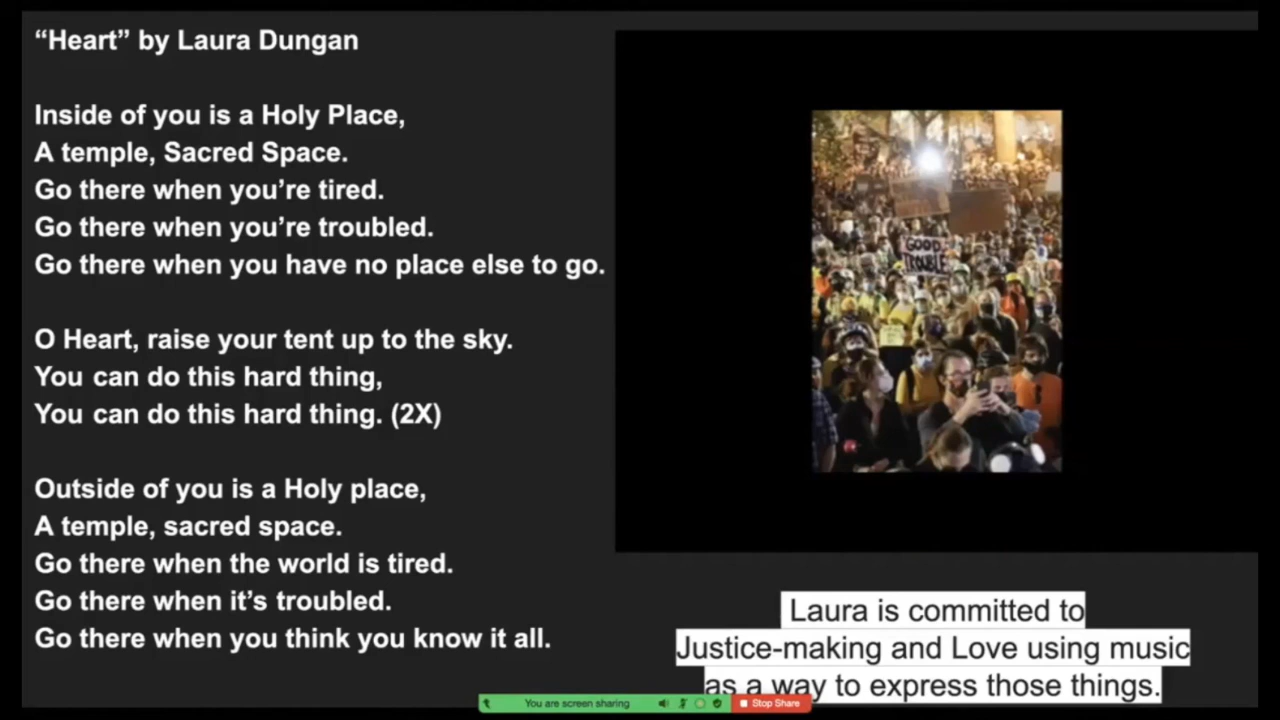 “Heart” by Laura Dungan
Inside of you is a Holy Place,
A temple, Sacred Space.
Go there when you’re tired.
Go there when you’re troubled.
Go there when you have no place else to go.
O Heart, raise your tent up to the sky.
You can do this hard thing,
You can do this hard thing. (2X)
Outside of you is a Holy place,
A temple, sacred space.
Go there when the world is tired.
Go there when it’s troubled.
Go there when you think you know it all.
GOOD
TROUBLE
Laura is committed to
Justice-making and Love using music
as a way to express those things.
You are screen sharing
Stop Share